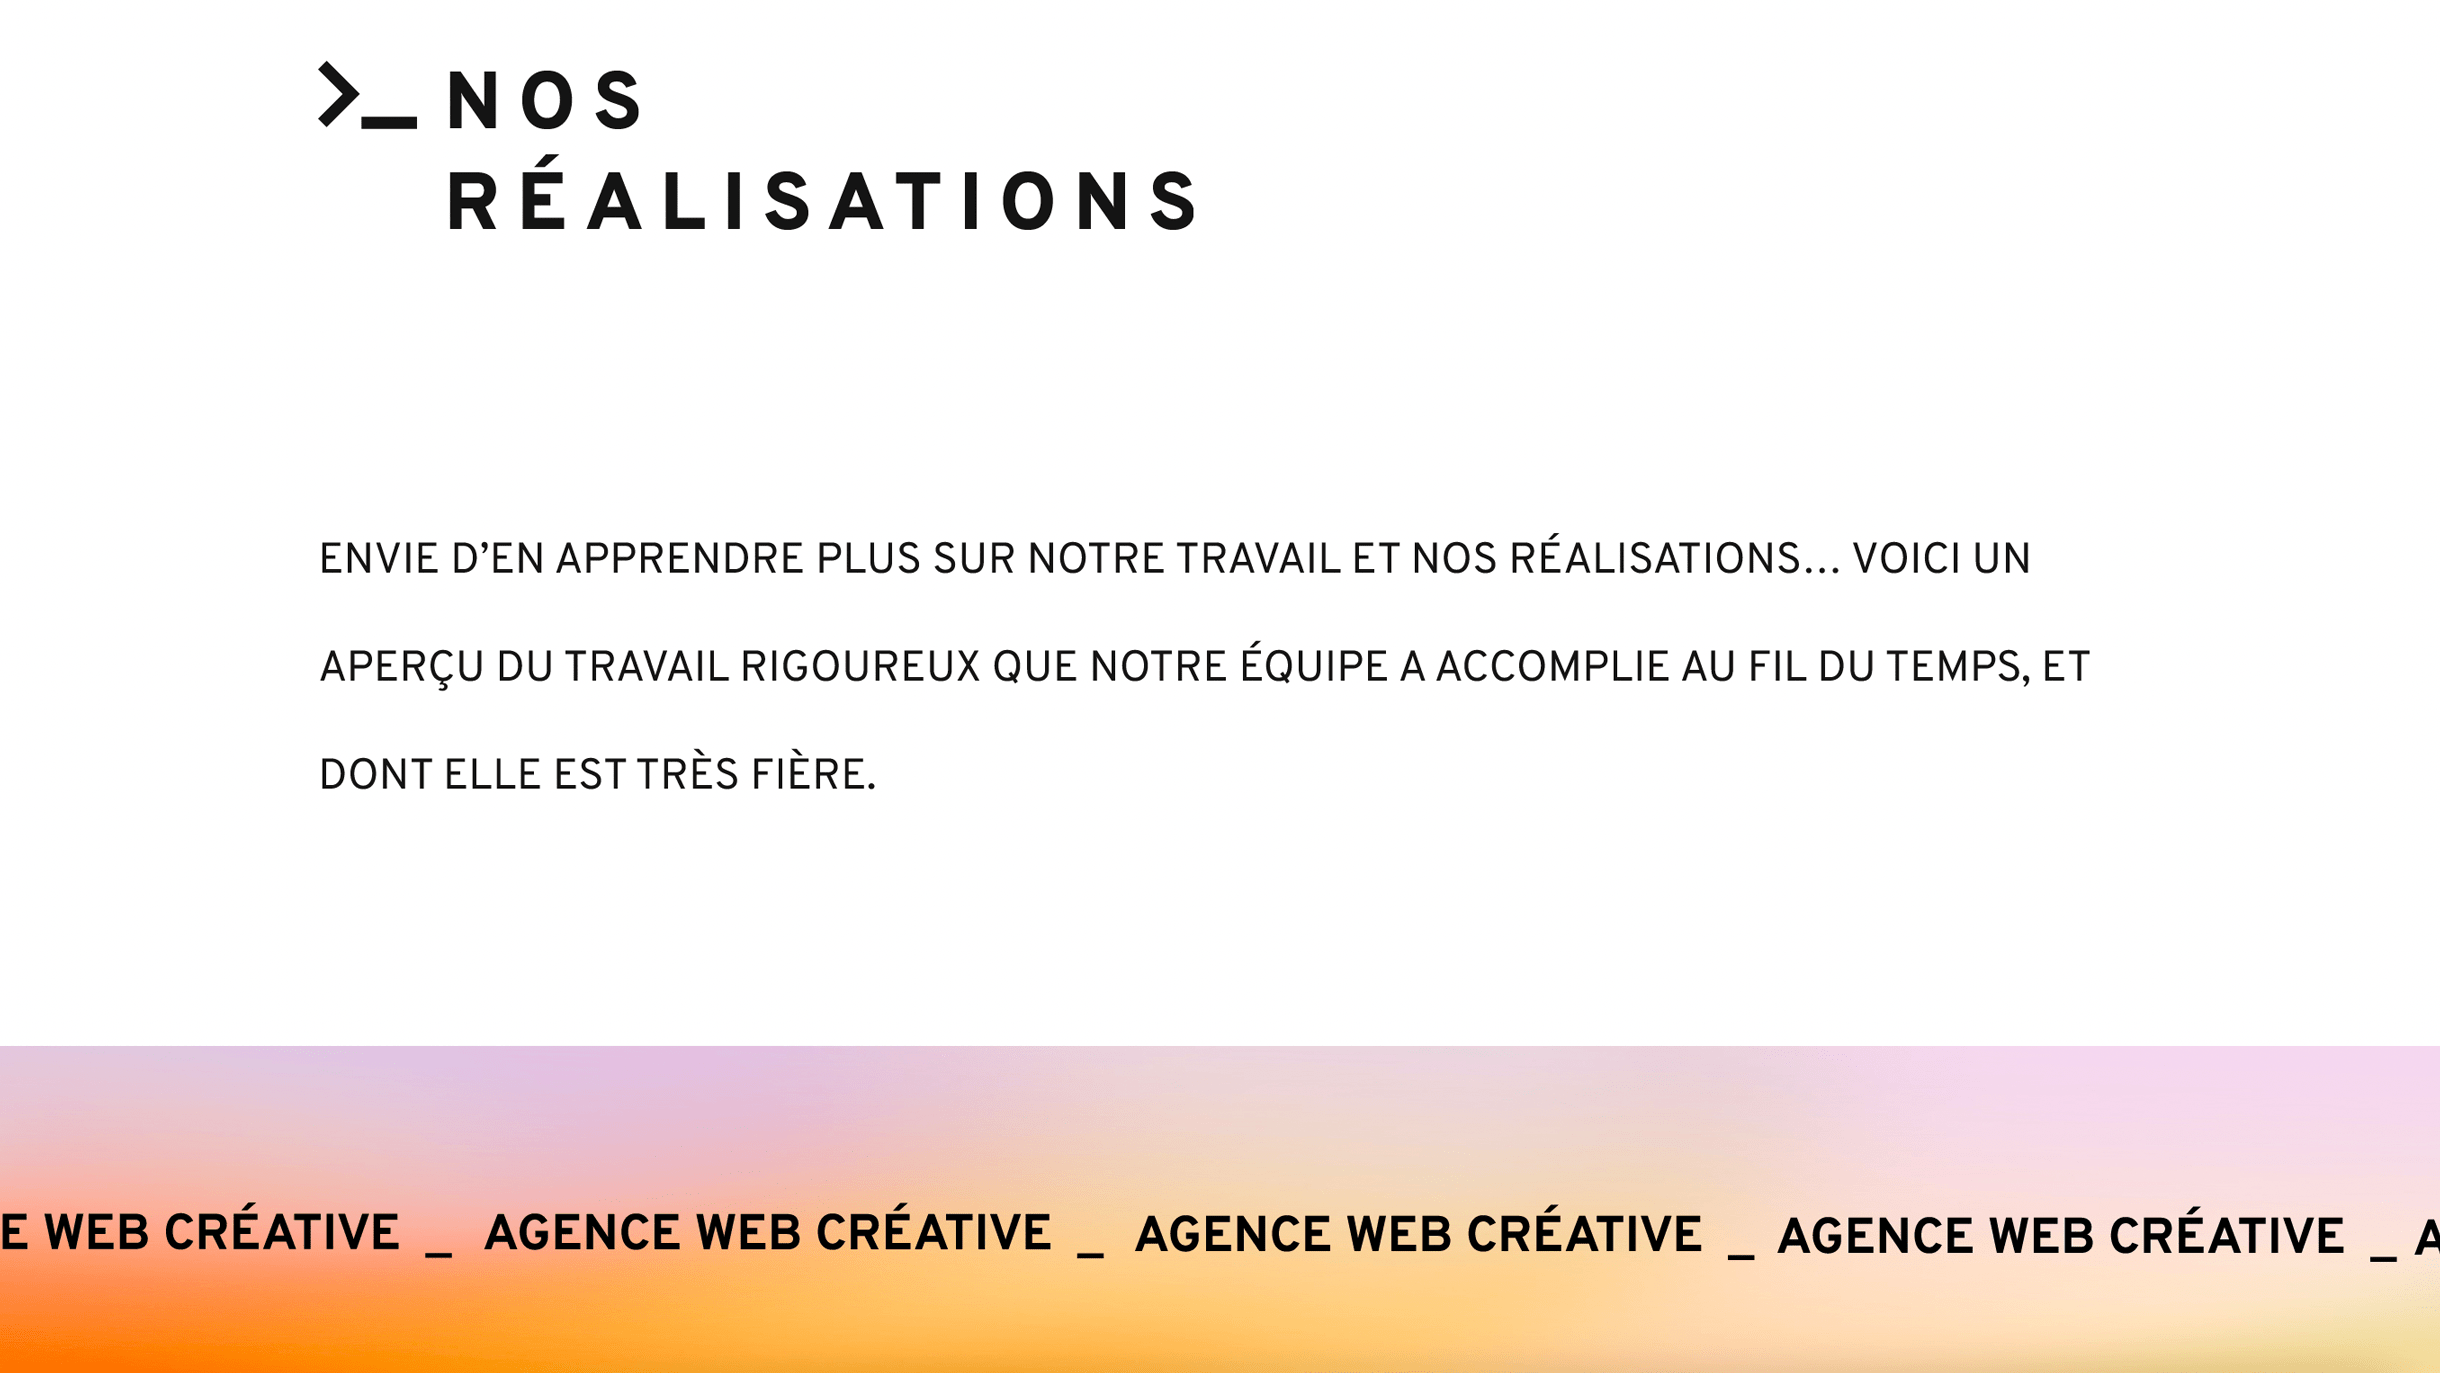 >_ NOS
RÉALISATIONS
ENVIE D’EN APPRENDRE PLUS SUR NOTRE TRAVAIL ET NOS RÉALISATIONS... VOICI UN
APERÇU DU TRAVAIL RIGOUREUX QUE NOTRE ÉQUIPE A ACCOMPLIE AU FIL DU TEMPS, ET
DONT ELLE EST TRÈS FIÈRE.
E WEB CRÉATIVE _ AGENCE WEB CRÉATIVE _ AGENCE WEB CRÉATIVE _ AGENCE WEB CRÉATIVE _ A